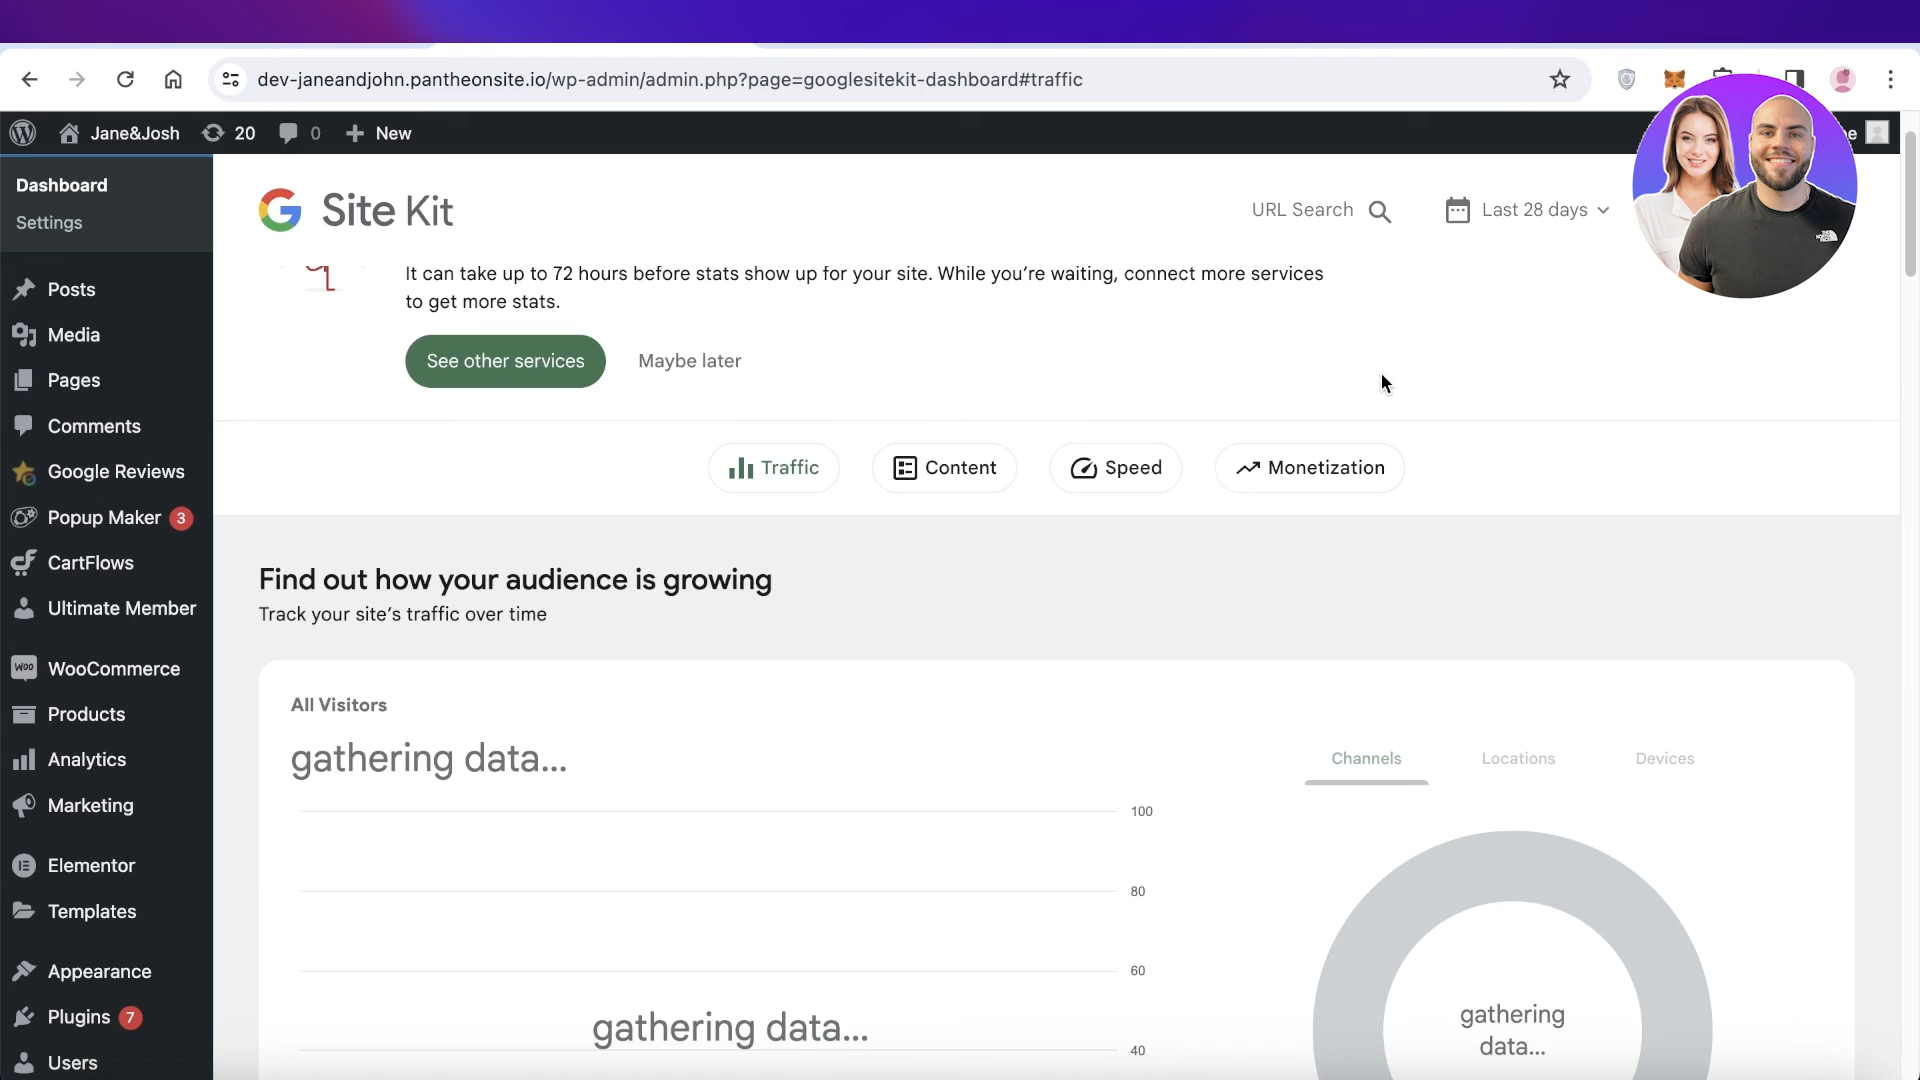 dev-janeandjohn.pantheonsite.io/wp-admin/admin.php?page=googlesitekit-dashboard#traffic
Jane&Josh 20 0 New
Dashboard
Settings
Posts
Media
Pages
Comments
Google Reviews
Popup Maker 3
CartFlows
Ultimate Member
WOO WooCommerce
Products
Analytics
Marketing
Elementor
Templates
Appearance
Plugins 7
Users
G Site Kit
URL Search
Last 28 days
It can take up to 72 hours before stats show up for your site. While you’re waiting, connect more services
to get more stats.
See other services
Maybe later
Traffic
Content
Speed
Monetization
Find out how your audience is growing
Track your site’s traffic over time
All Visitors
gathering data...
100
80
60
40
gathering data...
Channels
Locations
Devices
gathering
data...